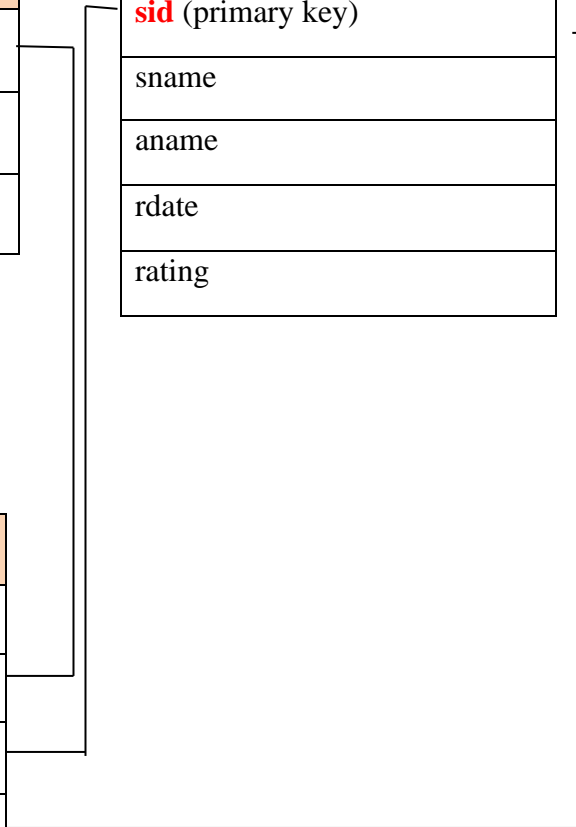 sid (primary key)
sname
aname
rdate
rating